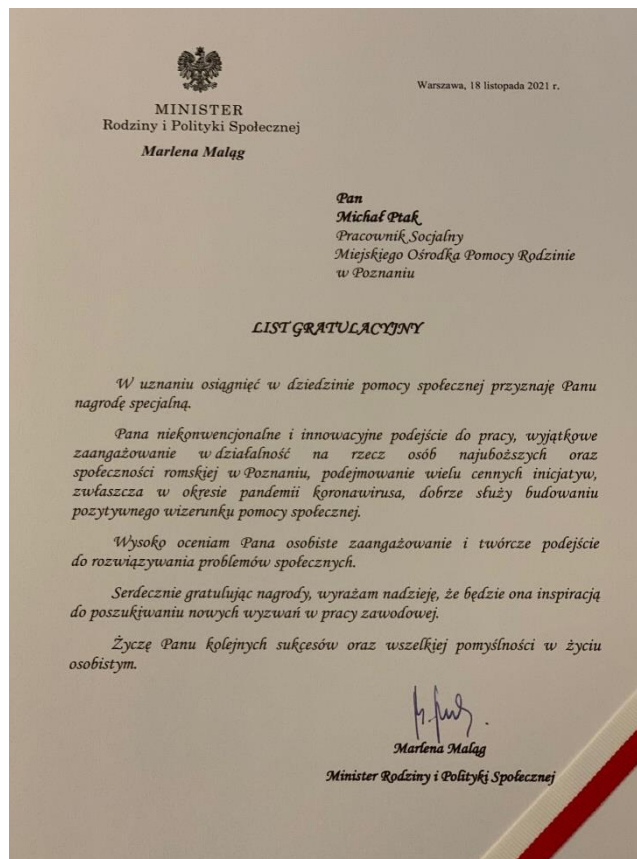 Warszawa, 18 listopada 2021 r.
MINISTER
Rodziny i Polityki Społecznej
Marlena Maląg
Pan
Michał Ptak
Pracownik Socjalny
Miejskiego Ośrodka Pomocy Rodzinie
w Poznaniu
LIST GRATULACYJNY
W uznaniu osiągnięć w dziedzinie pomocy społecznej przyznaję Panu
nagrodę specjalną.
Pana niekonwencjonalne i innowacyjne podejście do pracy, wyjątkowe
zaangażowanie w działalność na rzecz osób najuboższych oraz
społeczności romskiej w Poznaniu, podejmowanie wielu cennych inicjatyw,
zwłaszcza w okresie pandemii koronawirusa, dobrze służy budowaniu
pozytywnego wizerunku pomocy społecznej.
Wysoko oceniam Pana osobiste zaangażowanie i twórcze podejście
do rozwiązywania problemów społecznych.
Serdecznie gratulując nagrody, wyrażam nadzieję, że będzie ona inspiracją
do poszukiwaniu nowych wyzwań w pracy zawodowej.
Życzę Panu kolejnych sukcesów oraz wszelkiej pomyślności w życiu
osobistym.
Marlena Maląg
Minister Rodziny i Polityki Społecznej